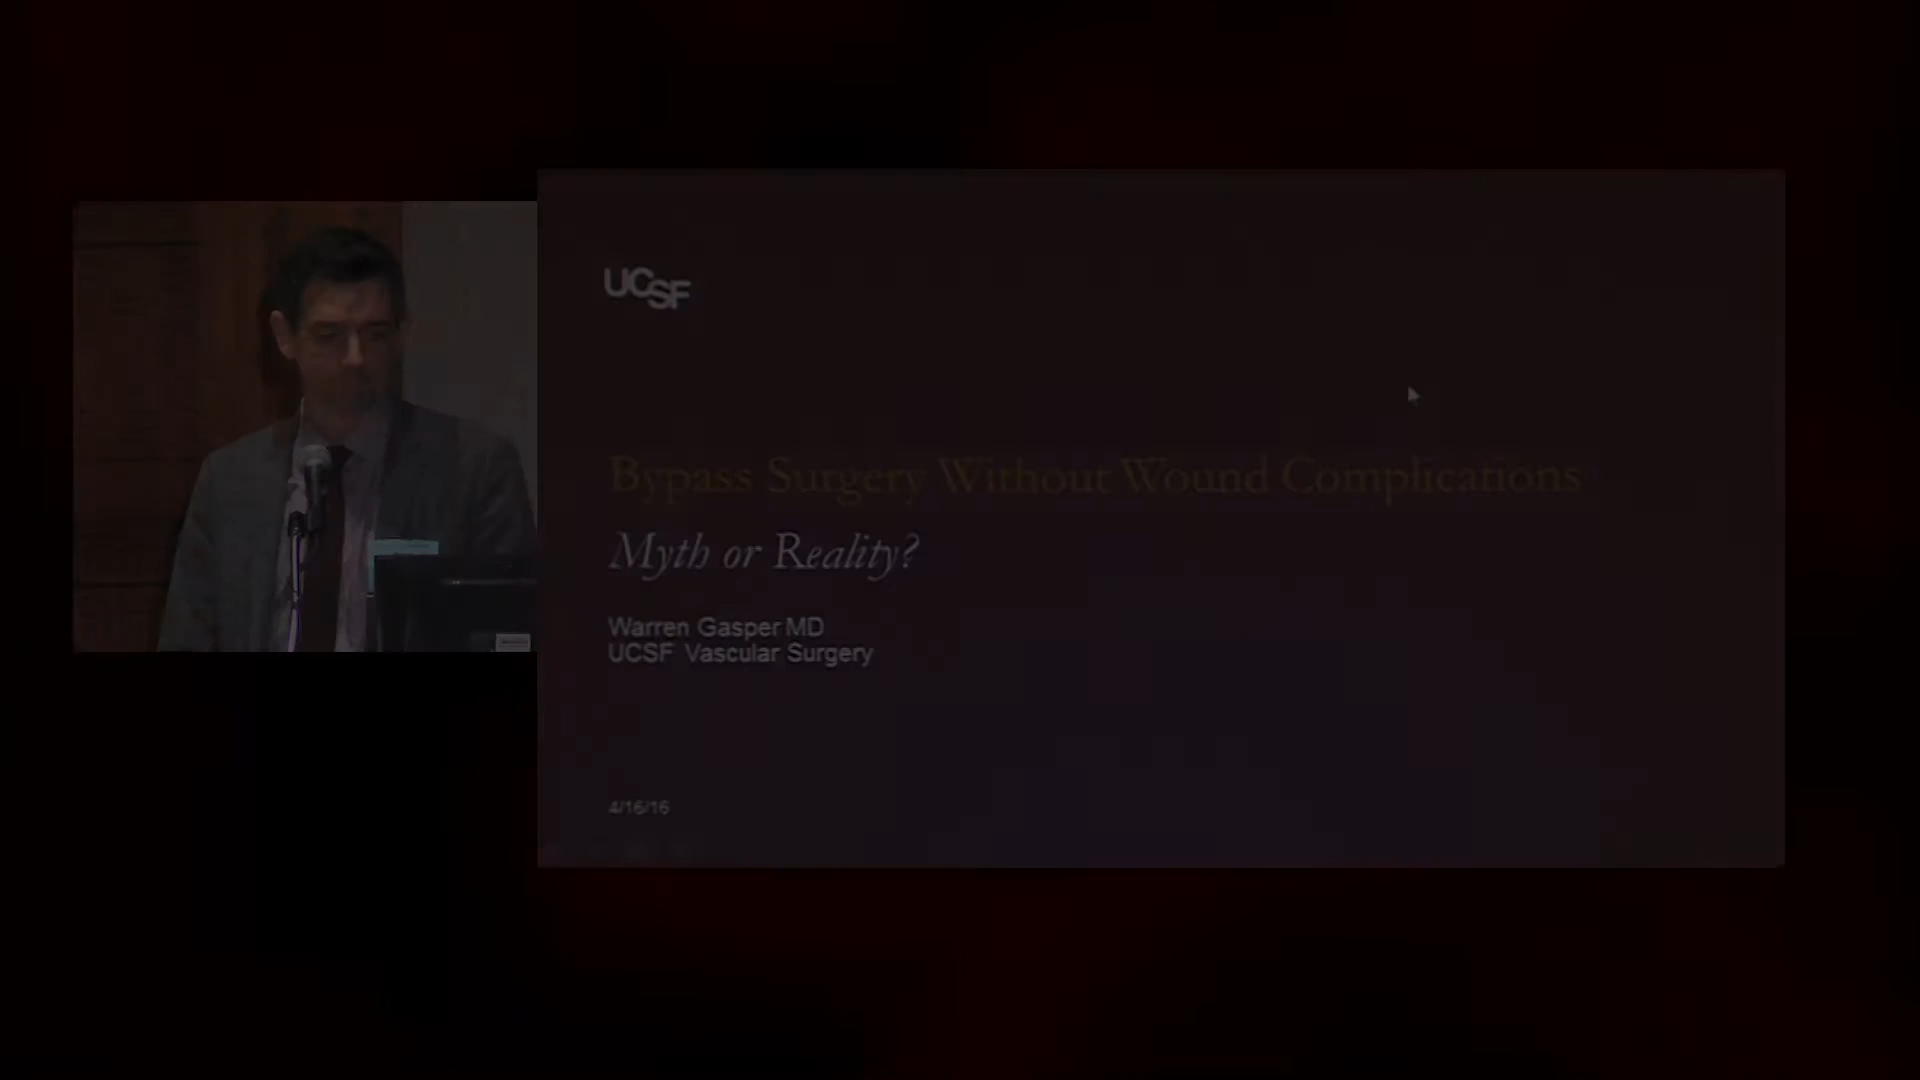 UCSF
Bypass Surgery Without Wound Complications
Myth or Reality?
Warren Gasper MD
UCSF Vascular Surgery
4/16/16